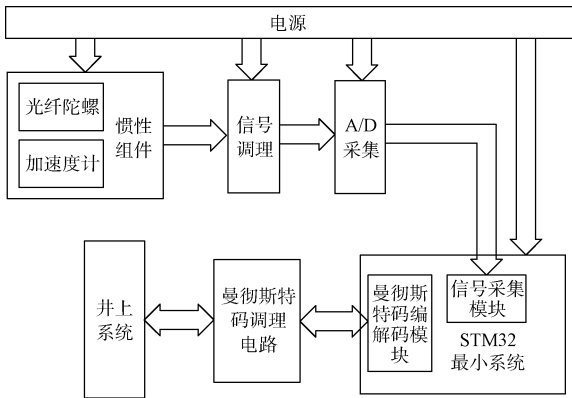 电源
光纤陀螺
加速度计
惯性
组件
信号
调理
A/D
采集
井上
系统
曼彻斯特
码调理
电路
曼彻斯
特码编
解码模
块
信号采集
模块
STM32
最小系统